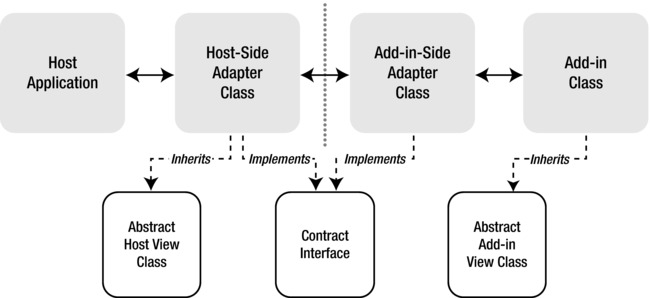 Host
Application
Host-Side
Adapter
Class
Add-in-Side
Adapter
Class
Add-in
Class
Inherits
Implements
Implements
Inherits
Abstract
Host View
Class
Contract
Interface
Abstract
Add-in
View Class